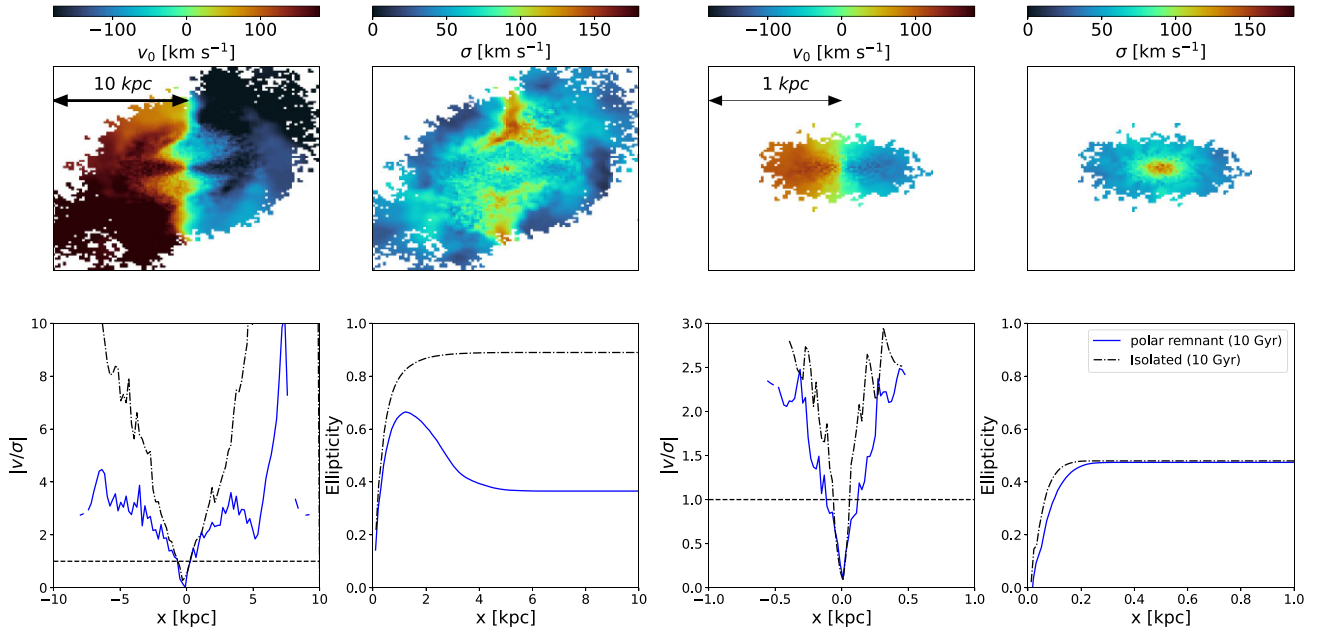 −100 0 100
v₀ [km s⁻¹]
0 50 100 150
σ [km s⁻¹]
−100 0 100
v₀ [km s⁻¹]
0 50 100 150
σ [km s⁻¹]
10 kpc
1 kpc
|v/σ|
10
8
6
4
2
0
−10 −5 0 5 10
x [kpc]
Ellipticity
1.0
0.8
0.6
0.4
0.2
0.0
0 2 4 6 8 10
x [kpc]
|v/σ|
3.0
2.5
2.0
1.5
1.0
0.5
0.0
−1.0 −0.5 0.0 0.5 1.0
x [kpc]
Ellipticity
1.0
0.8
0.6
0.4
0.2
0.0
0.0 0.2 0.4 0.6 0.8 1.0
x [kpc]
polar remnant (10 Gyr)
Isolated (10 Gyr)